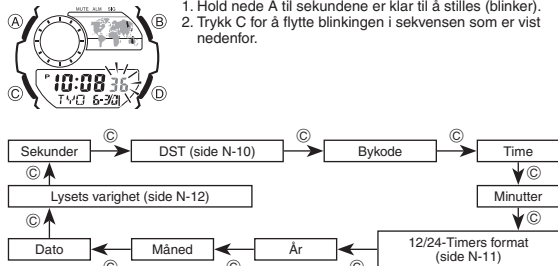 1. Hold nede A til sekundene er klar til å stilles (blinker).
2. Trykk C for å flytte blinkingen i sekvensen som er vist
nedenfor.
MUTE ALM SIG
A B
P 10:08 36
TYO 6-30
C D
Sekunder C DST (side N-10) C Bykode C Time
C C
Lysets varighet (side N-12) Minutter
C C
Dato C Måned C År C 12/24-Timers format
(side N-11)